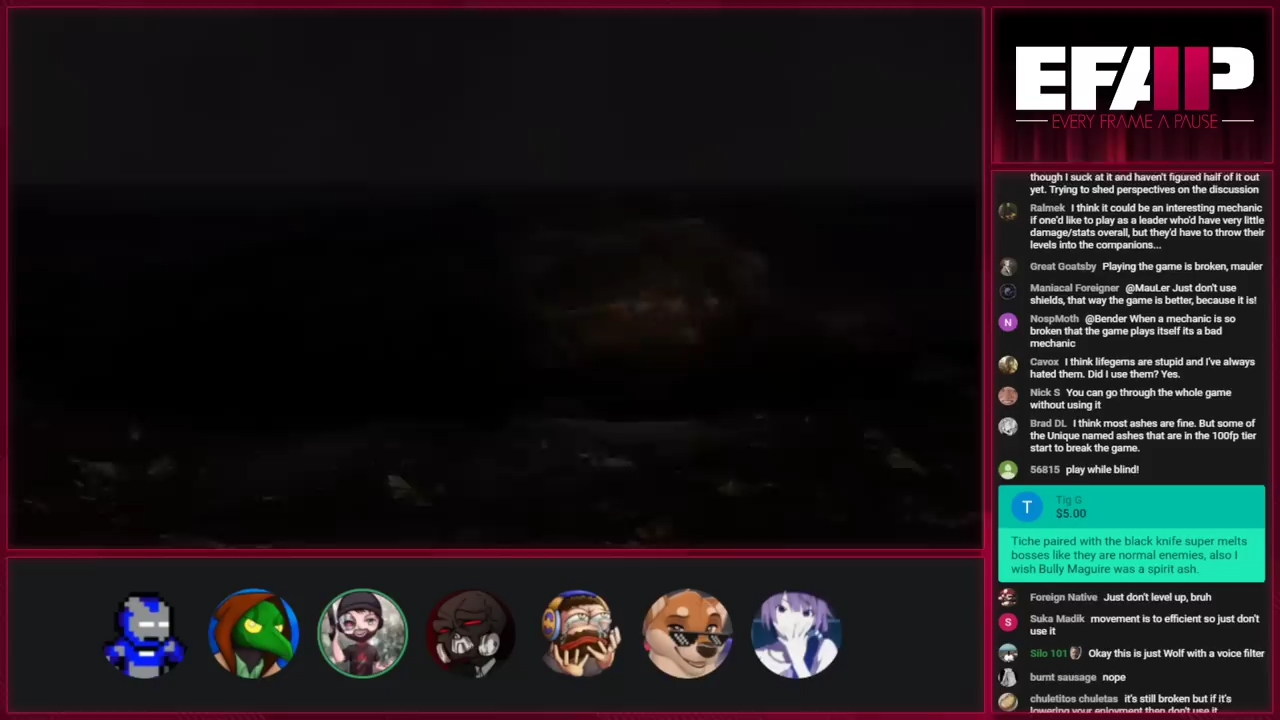 EFAP
EVERY FRAME A PAUSE
though I suck at it and haven't figured half of it out
yet. Trying to shed perspectives on the discussion
Ralmek I think it could be an interesting mechanic
if one'd like to play as a leader who'd have very little
damage/stats overall, but they'd have to throw their
levels into the companions...
Great Goatsby Playing the game is broken, mauler
Maniacal Foreigner @MauLer Just don't use
shields, that way the game is better, because it is!
N
NospMoth @Bender When a mechanic is so
broken that the game plays itself its a bad
mechanic
Cavox I think lifegems are stupid and I've always
hated them. Did I use them? Yes.
Nick S You can go through the whole game
without using it
Brad DL I think most ashes are fine. But some of
the Unique named ashes that are in the 100fp tier
start to break the game.
56815 play while blind!
T
Tig G
$5.00
Tiche paired with the black knife super melts
bosses like they are normal enemies, also I
wish Bully Maguire was a spirit ash.
Foreign Native Just don't level up, bruh
S
Suka Madik movement is to efficient so just don't
use it
Silo 101 Okay this is just Wolf with a voice filter
burnt sausage nope
chuletitos chuletas it's still broken but if it's
lowering your enjoyment then don't use it